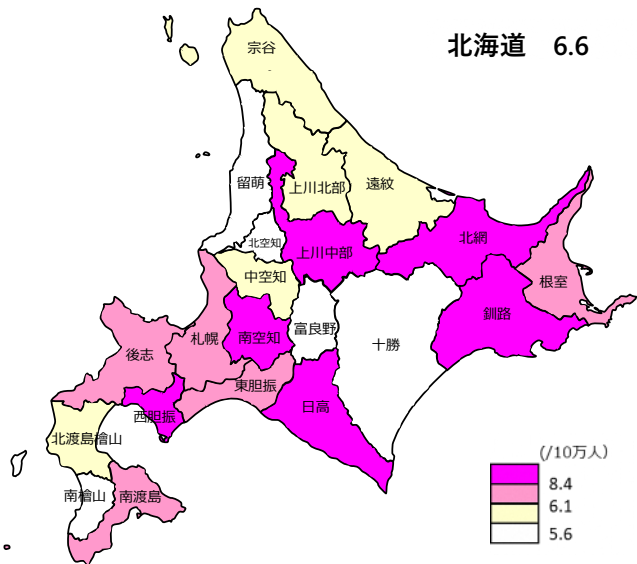 北海道　6.6
宗谷
留萌
上川北部
遠紋
北空知
上川中部
北網
中空知
根室
釧路
札幌
南空知
富良野
十勝
後志
東胆振
日高
西胆振
北渡島檜山
南檜山
南渡島
(/10万人)
8.4
6.1
5.6